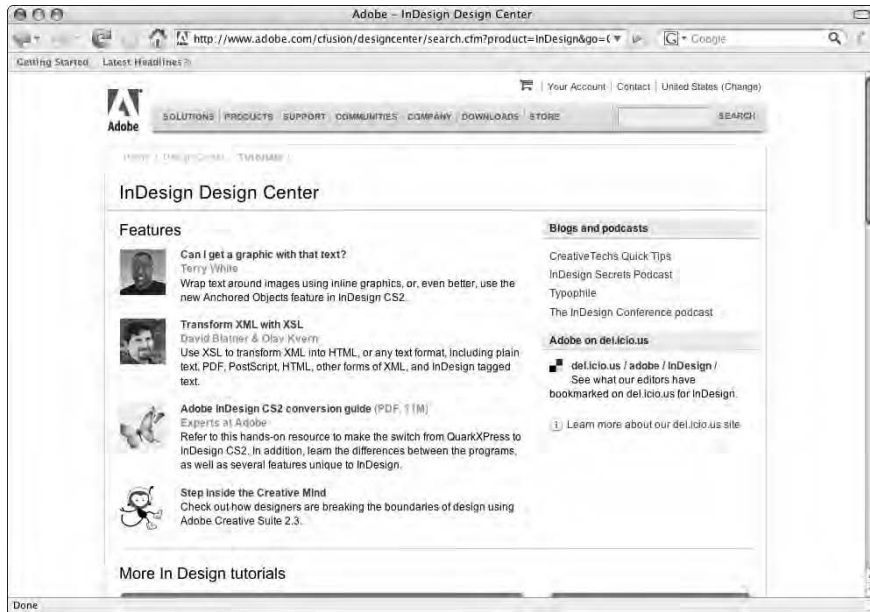 Adobe – InDesign Design Center
http://www.adobe.com/cfusion/designcenter/search.cfm?product=InDesign&go=(
G Google
Getting Started Latest Headlines
Your Account | Contact | United States (Change)
Adobe
SOLUTIONS PRODUCTS SUPPORT COMMUNITIES COMPANY DOWNLOADS STORE
SEARCH
Home / Design Center / TUTORIALS /
InDesign Design Center
Features
Can I get a graphic with that text?
Terry White
Wrap text around images using inline graphics, or, even better, use the
new Anchored Objects feature in InDesign CS2.
Transform XML with XSL
David Blatner & Olav Kvern
Use XSL to transform XML into HTML, or any text format, including plain
text, PDF, PostScript, HTML, other forms of XML, and InDesign tagged
text.
Adobe InDesign CS2 conversion guide (PDF, 11M)
Experts at Adobe
Refer to this hands-on resource to make the switch from QuarkXPress to
InDesign CS2. In addition, learn the differences between the programs,
as well as several features unique to InDesign.
Step inside the Creative Mind
Check out how designers are breaking the boundaries of design using
Adobe Creative Suite 2.3.
Blogs and podcasts
CreativeTechs Quick Tips
InDesign Secrets Podcast
Typophile
The InDesign Conference podcast
Adobe on del.icio.us
del.icio.us / adobe / InDesign /
See what our editors have
bookmarked on del.icio.us for InDesign.
i Learn more about our del.icio.us site
More In Design tutorials
Done